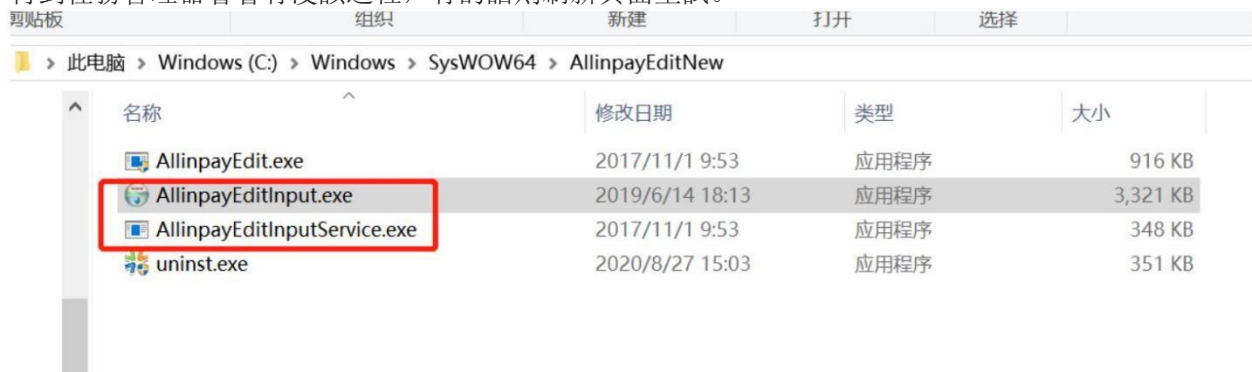 剪贴板 组织 新建 打开 选择
> 此电脑 > Windows (C:) > Windows > SysWOW64 > AllinpayEditNew
名称 修改日期 类型 大小
AllinpayEdit.exe 2017/11/1 9:53 应用程序 916 KB
AllinpayEditInput.exe 2019/6/14 18:13 应用程序 3,321 KB
AllinpayEditInputService.exe 2017/11/1 9:53 应用程序 348 KB
uninst.exe 2020/8/27 15:03 应用程序 351 KB